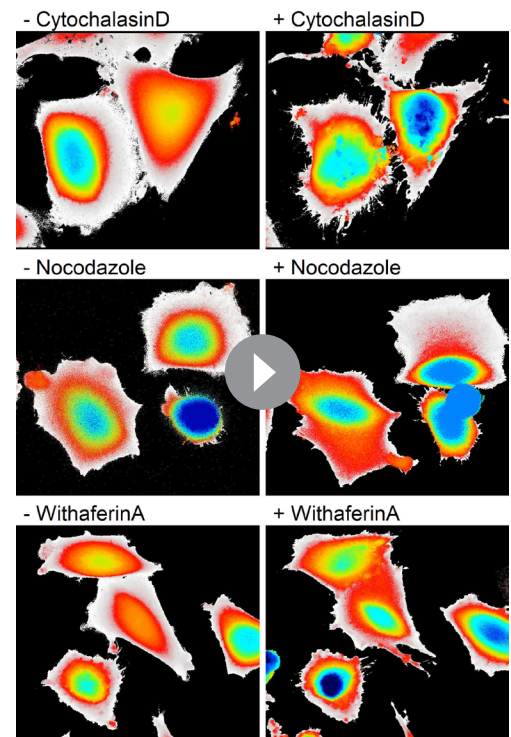 - CytochalasinD
+ CytochalasinD
- Nocodazole
+ Nocodazole
- WithaferinA
+ WithaferinA